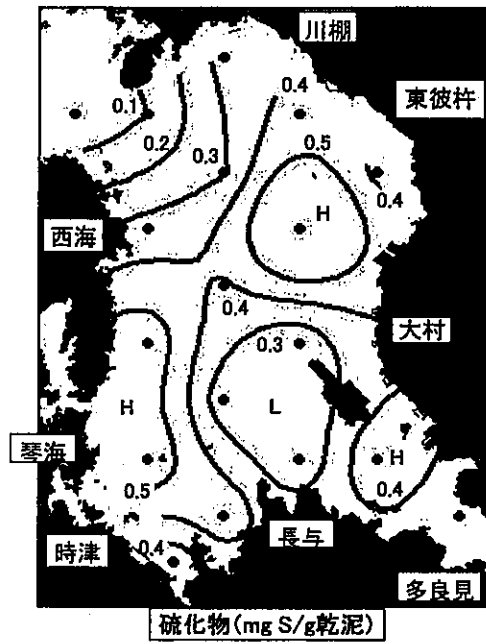 川棚
0.4
東彼杵
0.1
0.5
0.2
0.3
0.4
H
西海
0.4
大村
0.3
H
L
琴海
H
0.5
0.4
時津
0.4
長与
多良見
硫化物(mg S/g乾泥)